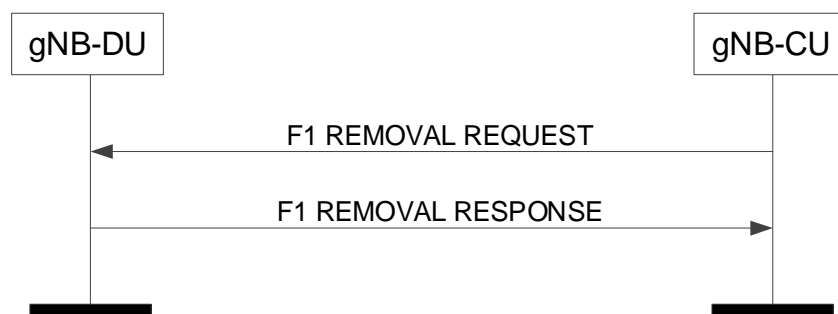 gNB-DU
gNB-CU
F1 REMOVAL REQUEST
F1 REMOVAL RESPONSE